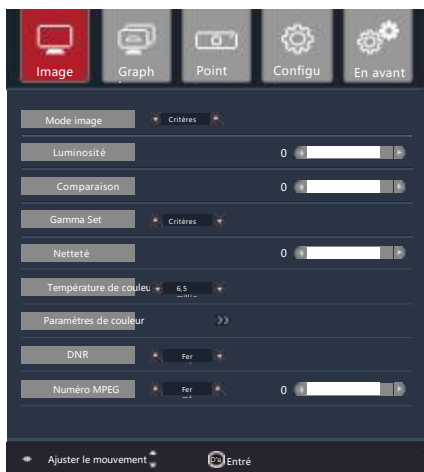 Image
Graph
Point
Configu
En avant
Mode image
Critères
Luminosité
0
Comparaison
0
Gamma Set
Critères
Netteté
0
Température de couleu
6,5
Paramètres de couleur
DNR
Fer
Numéro MPEG
Fer
0
Ajuster le mouvement
D'a
Entré